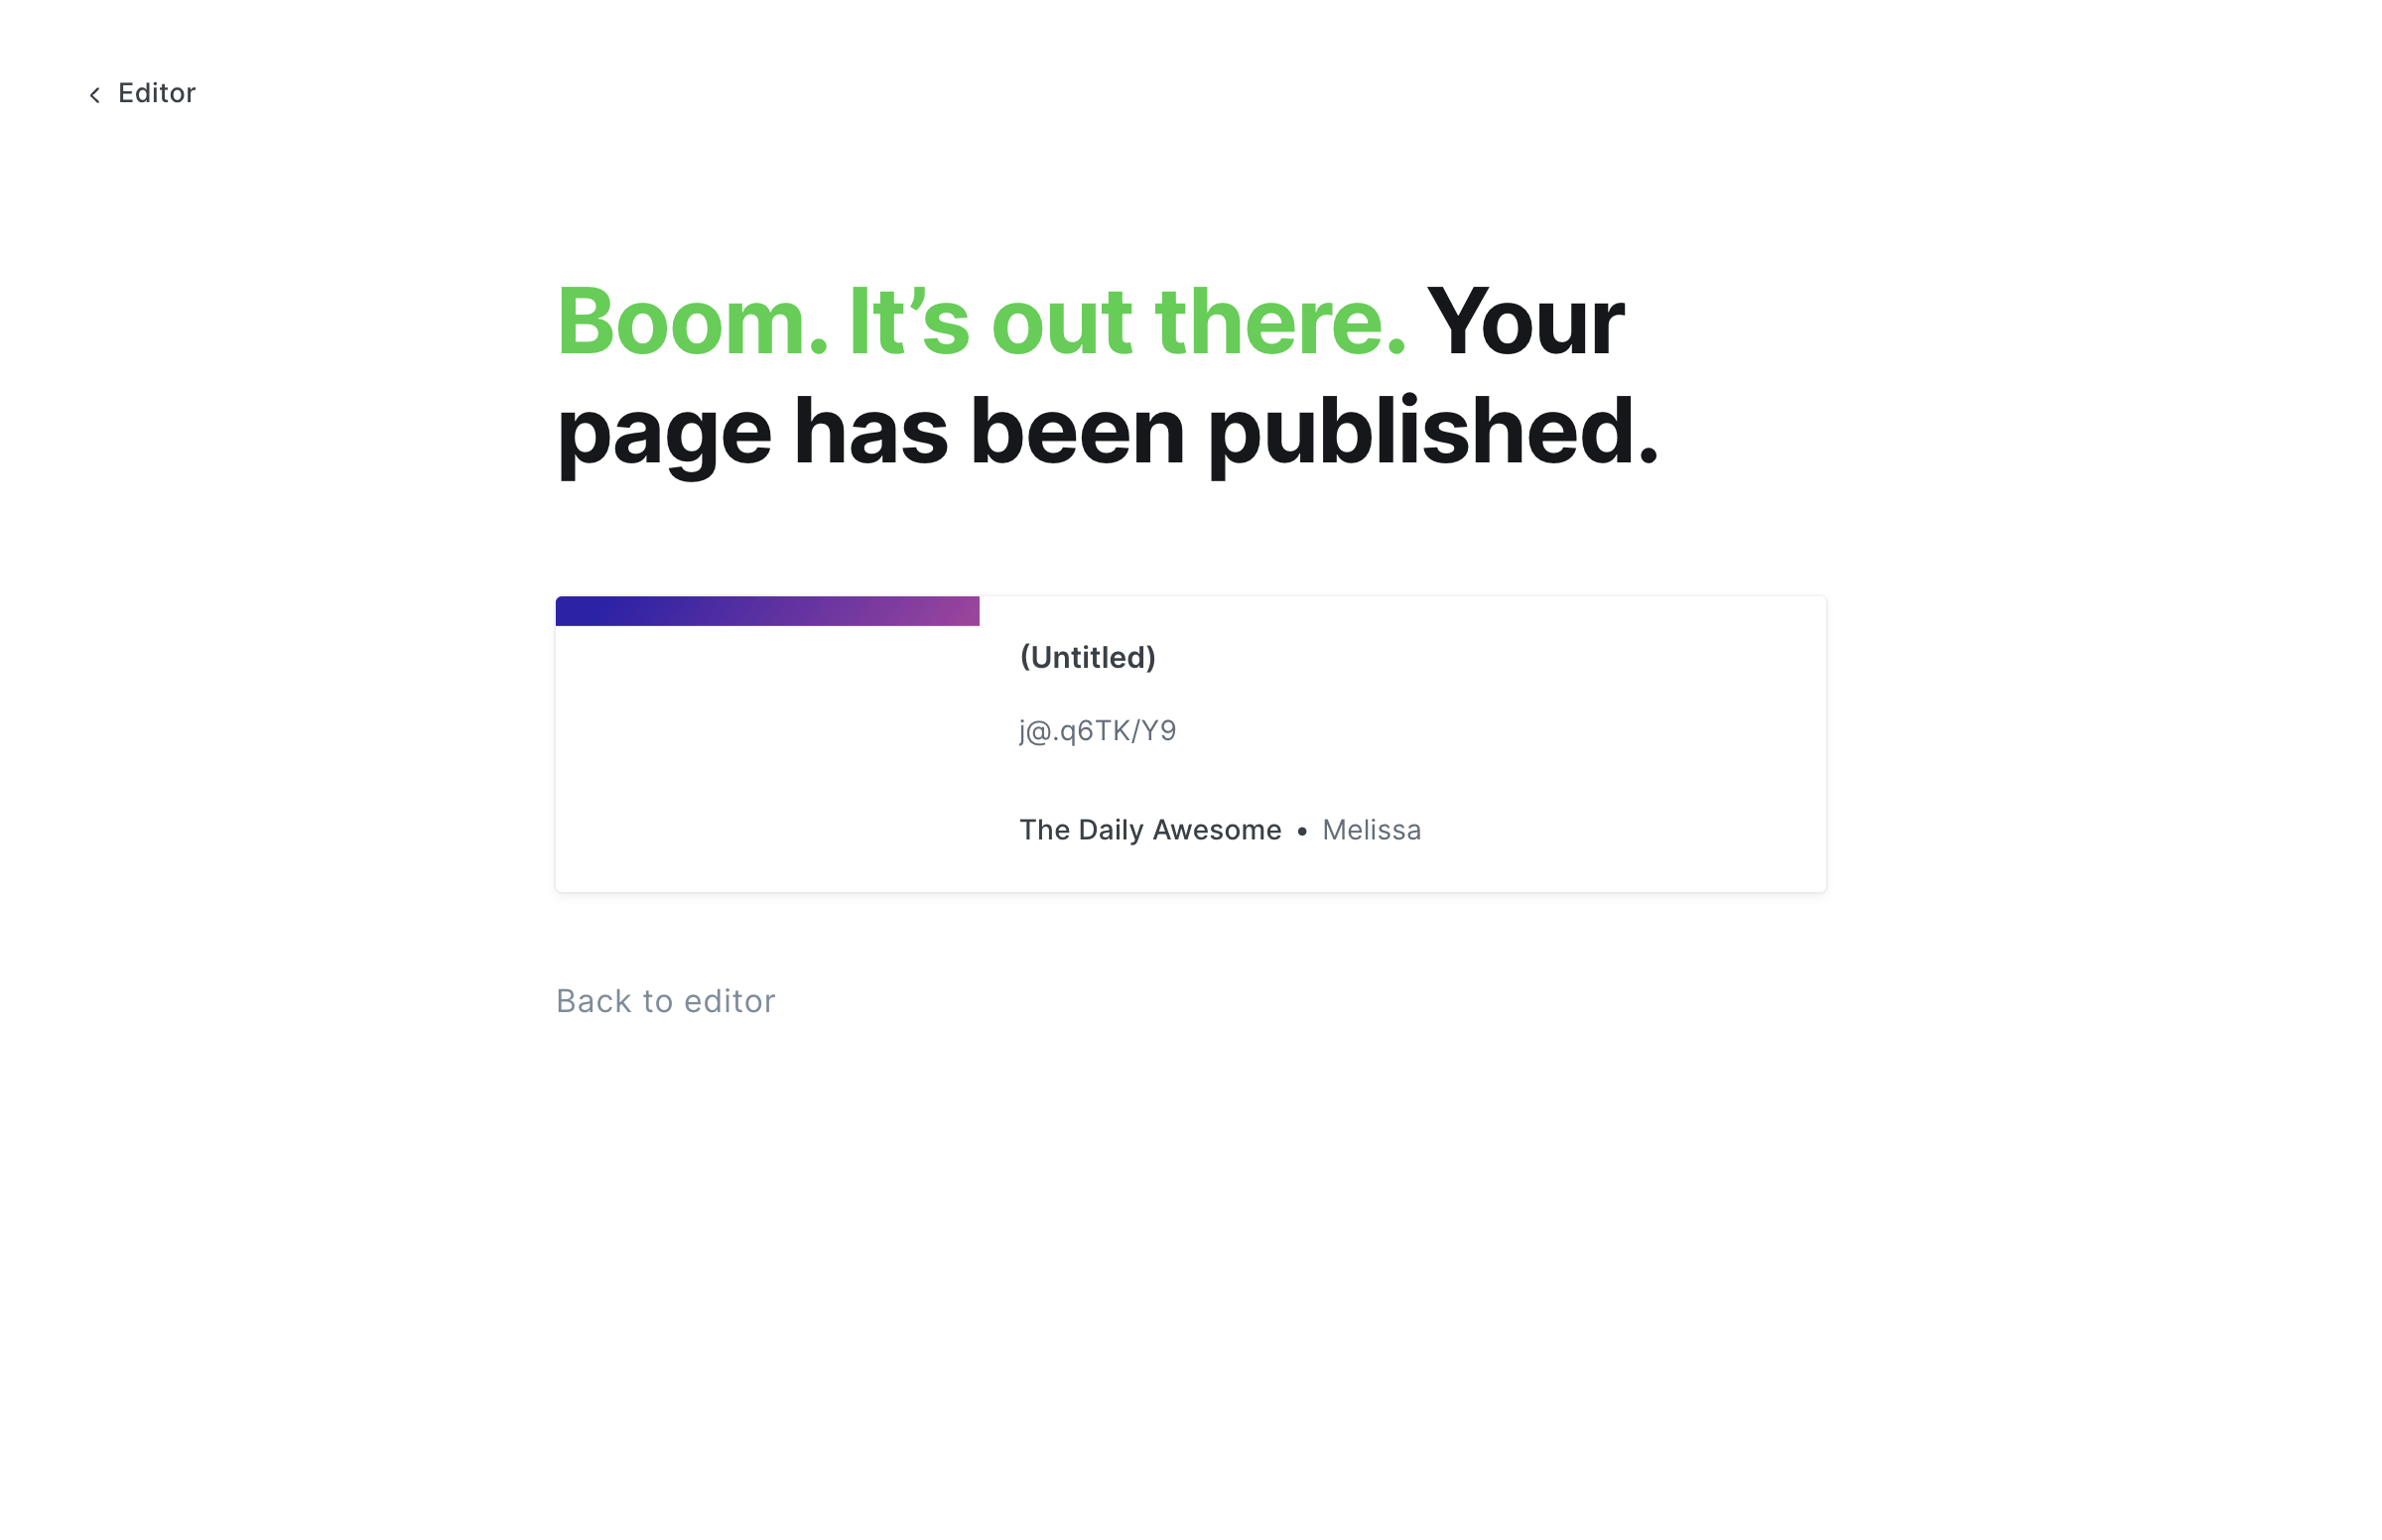 Editor
Boom. It’s out there. Your
page has been published.
(Untitled)
j@.q6TK/Y9
The Daily Awesome • Melissa
Back to editor